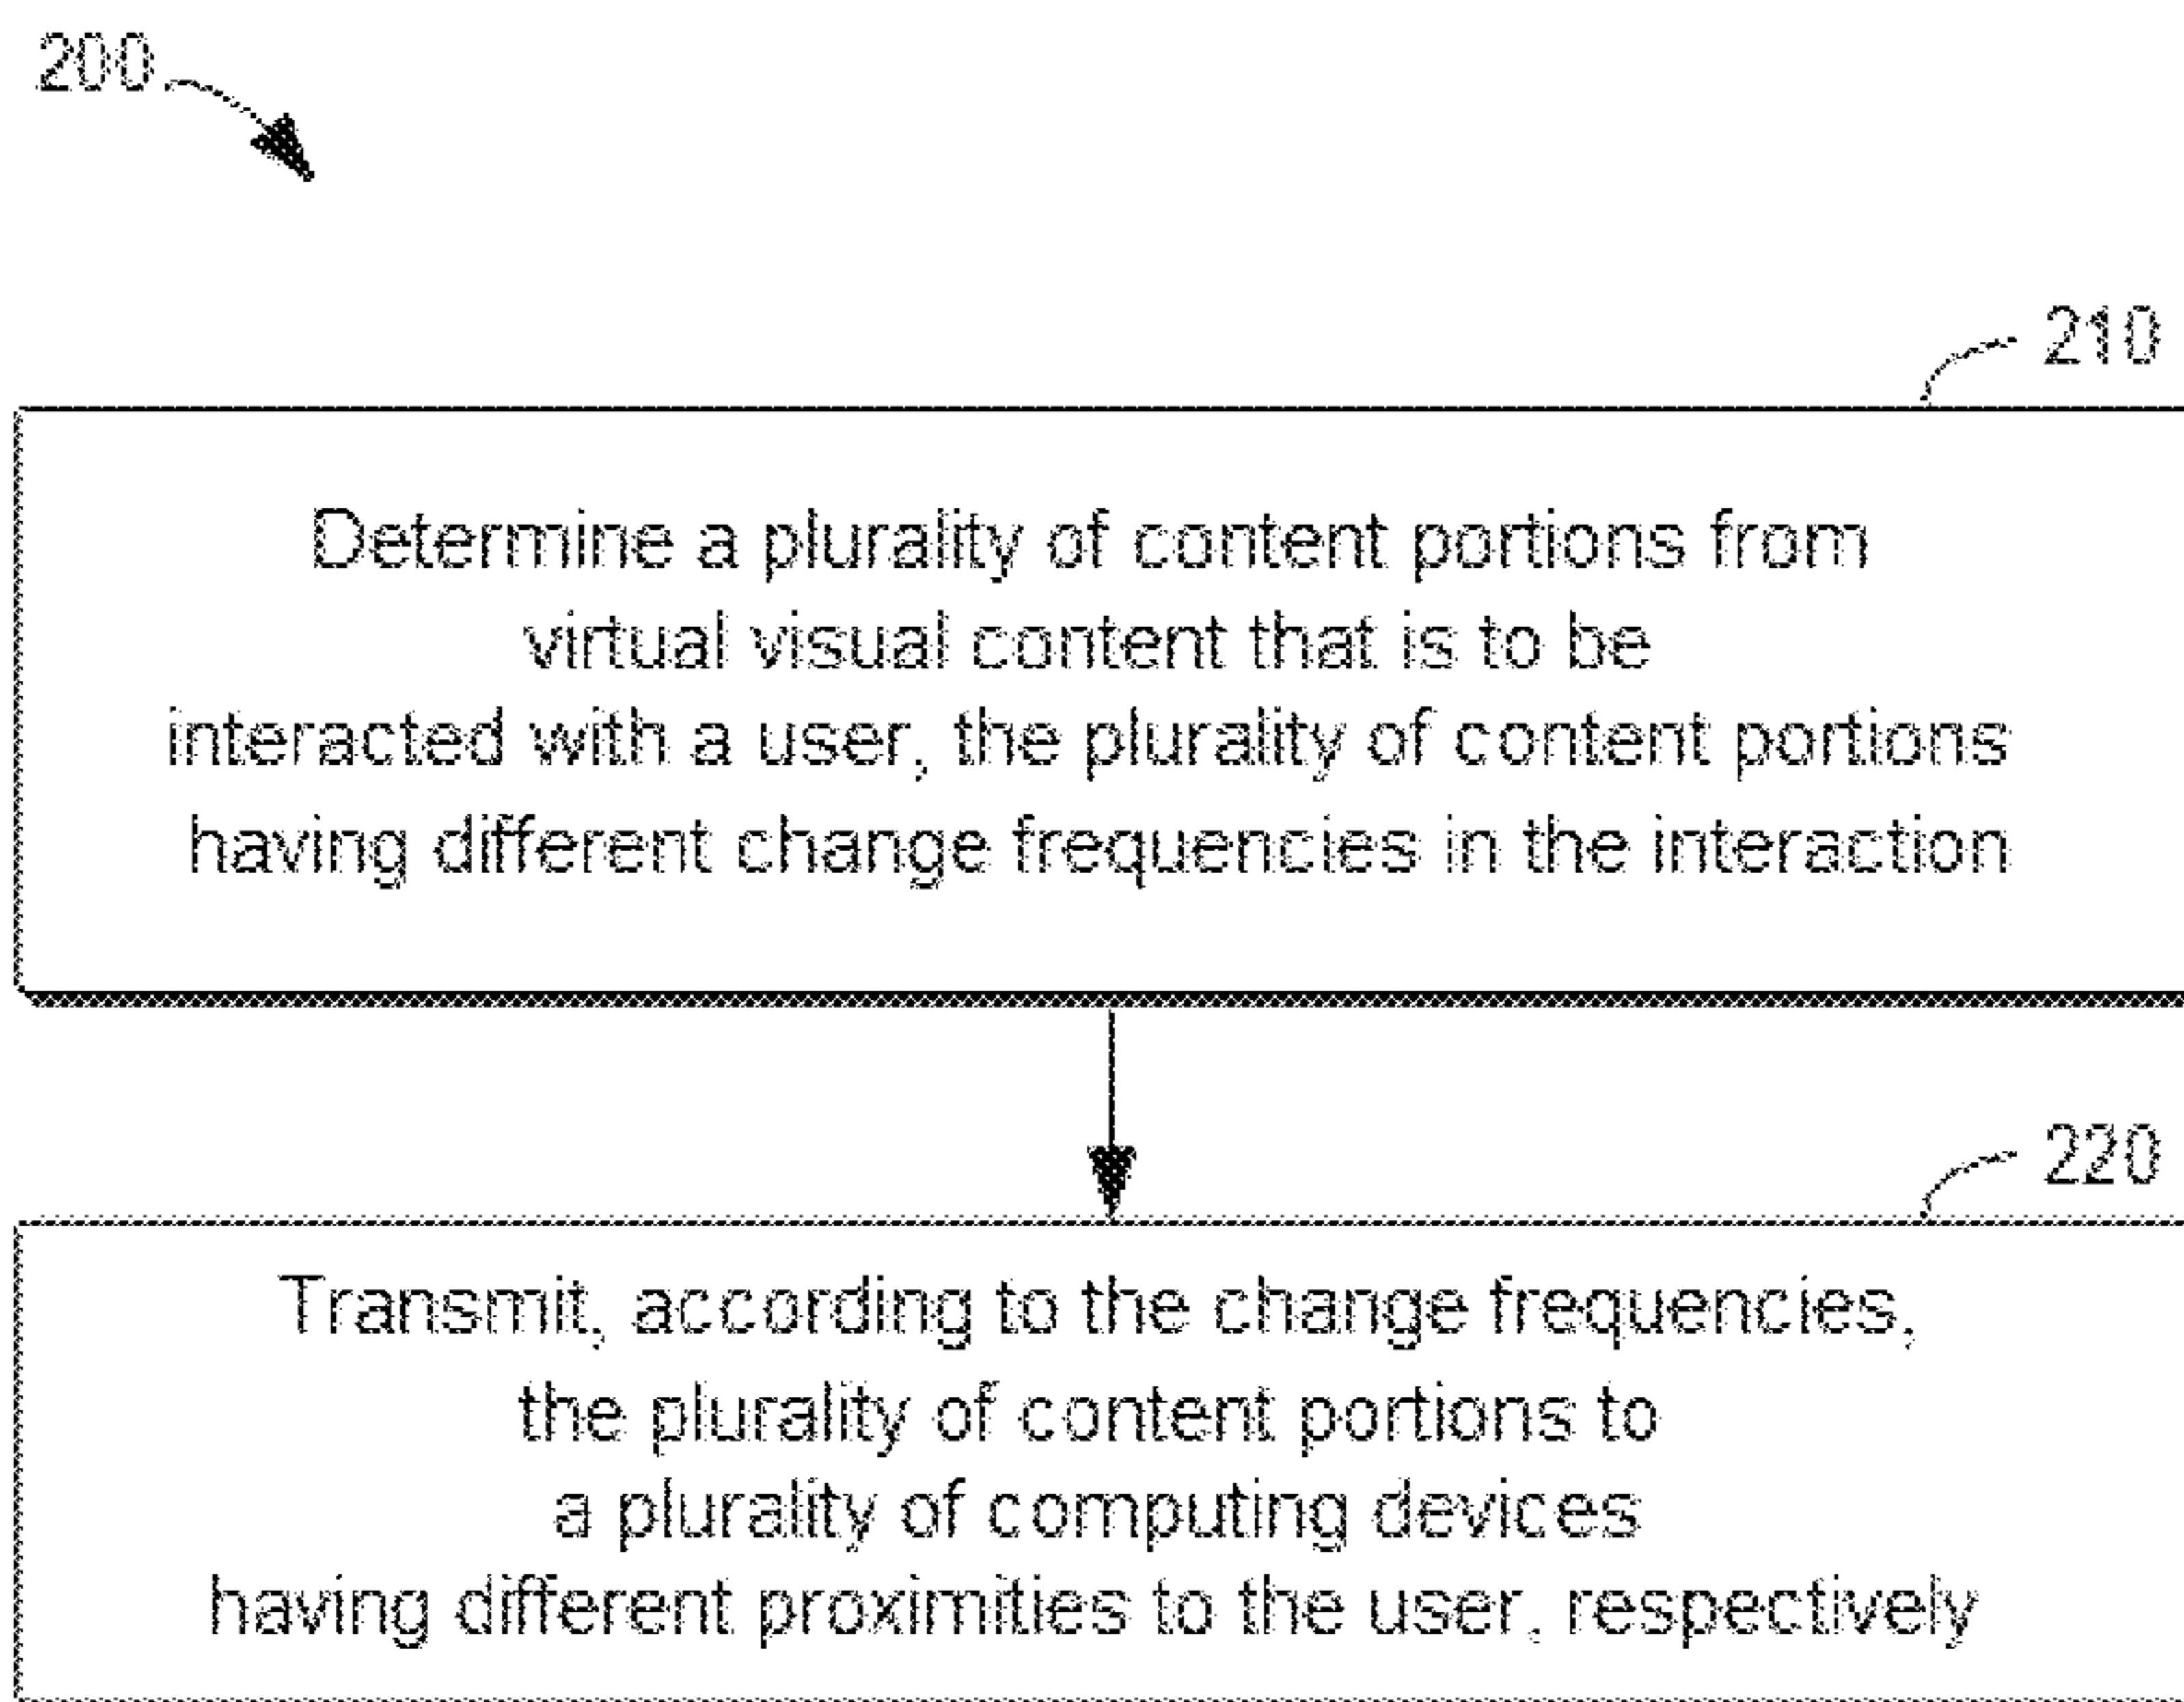 200
210
Determine a plurality of content portions from
virtual visual content that is to be
interacted with a user, the plurality of content portions
having different change frequencies in the interaction
220
Transmit, according to the change frequencies,
the plurality of content portions to
a plurality of computing devices
having different proximities to the user, respectively